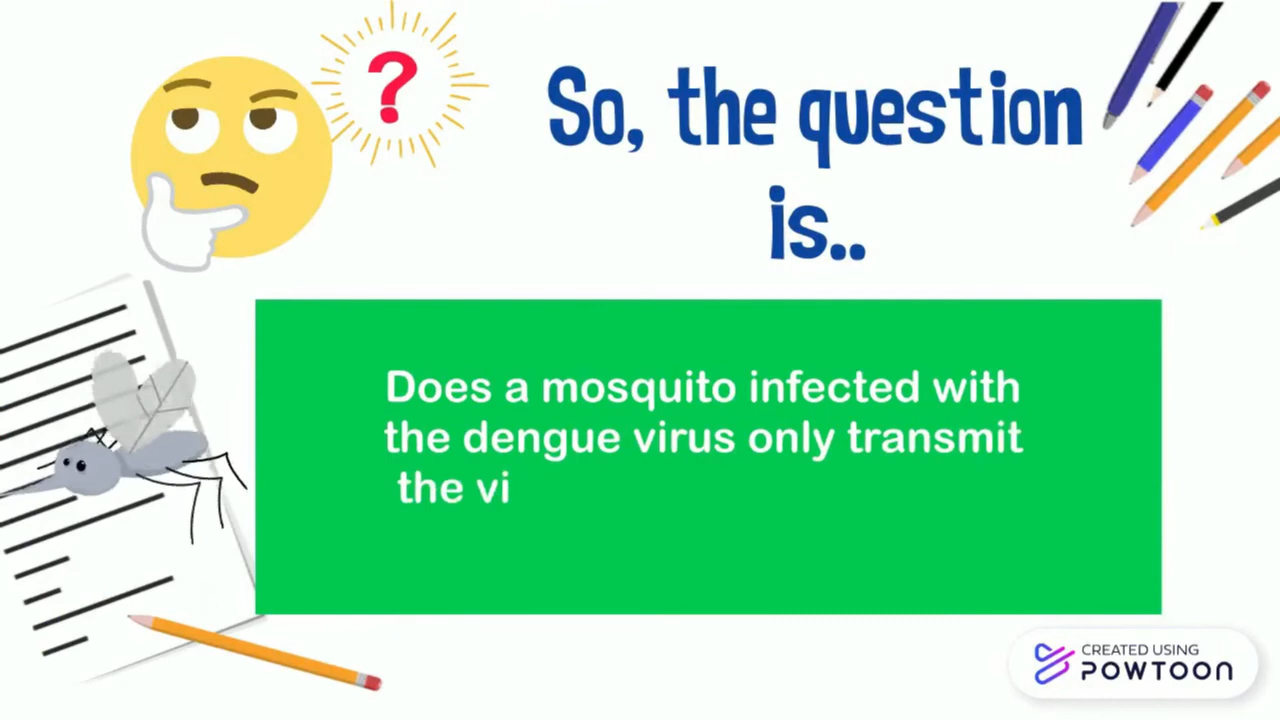 ?
So, the question
is..
Does a mosquito infected with
the dengue virus only transmit
the vi
CREATED USING
POWTOON